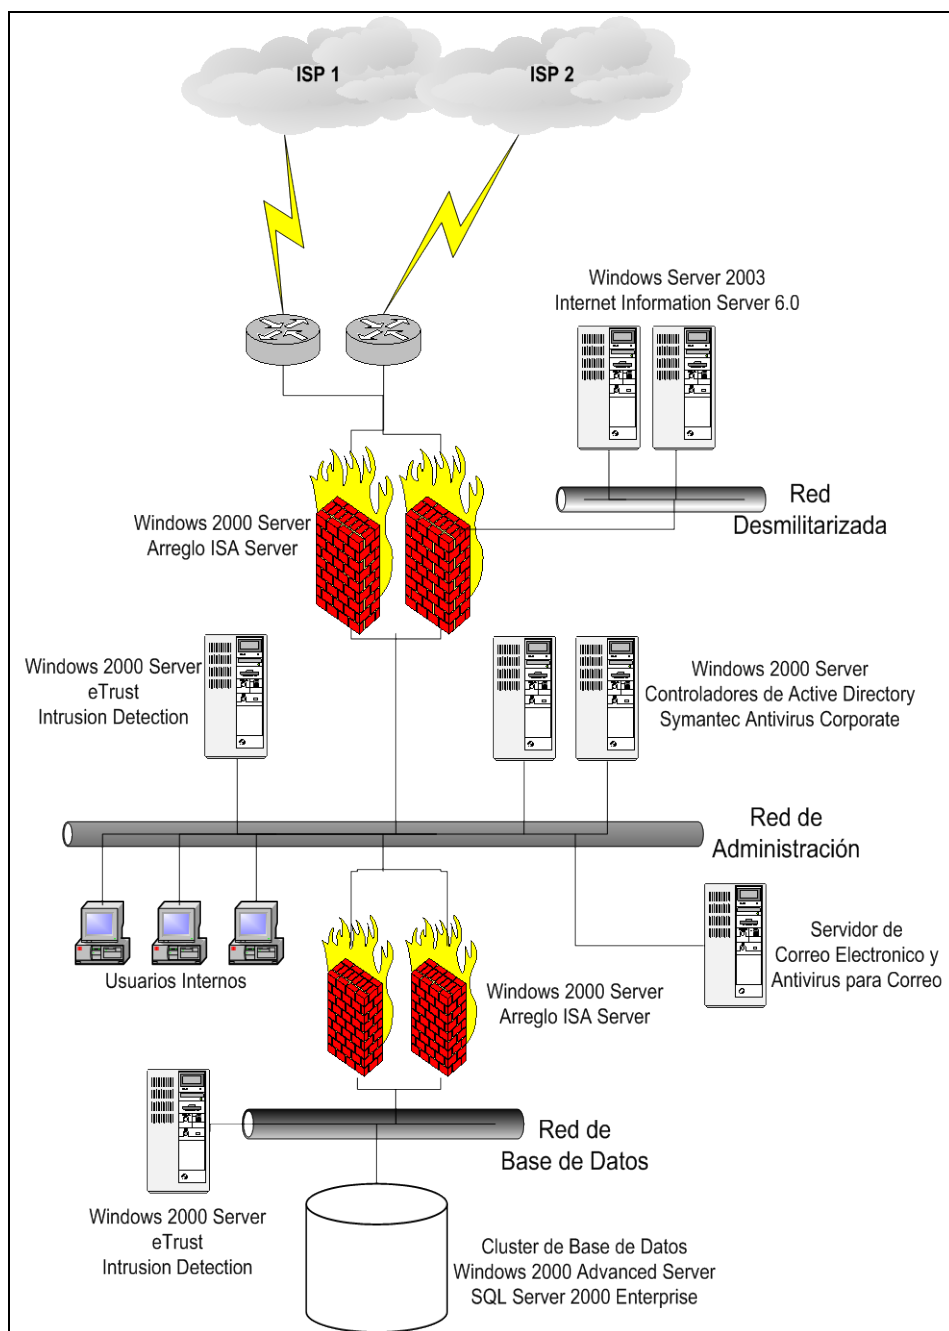 ISP 1
ISP 2
Windows Server 2003
Internet Information Server 6.0
Red
Desmilitarizada
Windows 2000 Server
Arreglo ISA Server
Windows 2000 Server
eTrust
Intrusion Detection
Windows 2000 Server
Controladores de Active Directory
Symantec Antivirus Corporate
Red de
Administración
Usuarios Internos
Servidor de
Correo Electronico y
Antivirus para Correo
Windows 2000 Server
Arreglo ISA Server
Red de
Base de Datos
Windows 2000 Server
eTrust
Intrusion Detection
Cluster de Base de Datos
Windows 2000 Advanced Server
SQL Server 2000 Enterprise